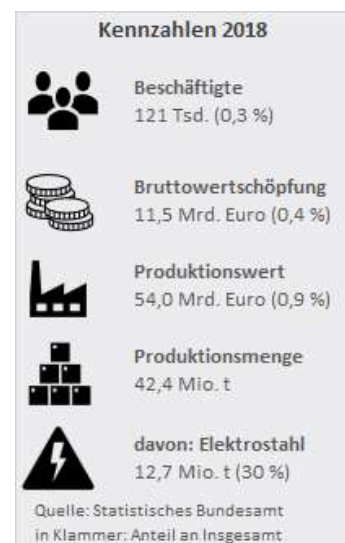 Kennzahlen 2018
Beschäftigte
121 Tsd. (0,3 %)
Bruttowertschöpfung
11,5 Mrd. Euro (0,4 %)
Produktionswert
54,0 Mrd. Euro (0,9 %)
Produktionsmenge
42,4 Mio. t
davon: Elektrostahl
12,7 Mio. t (30 %)
Quelle: Statistisches Bundesamt
in Klammer: Anteil an Insgesamt